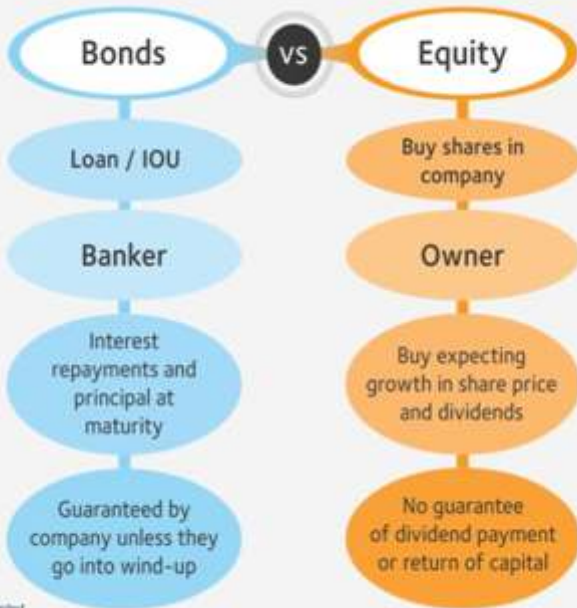 Bonds
VS
Equity
Loan / IOU
Buy shares in
company
Banker
Owner
Interest
repayments and
principal at
maturity
Buy expecting
growth in share price
and dividends
Guaranteed by
company unless they
go into wind-up
No guarantee
of dividend payment
or return of capital